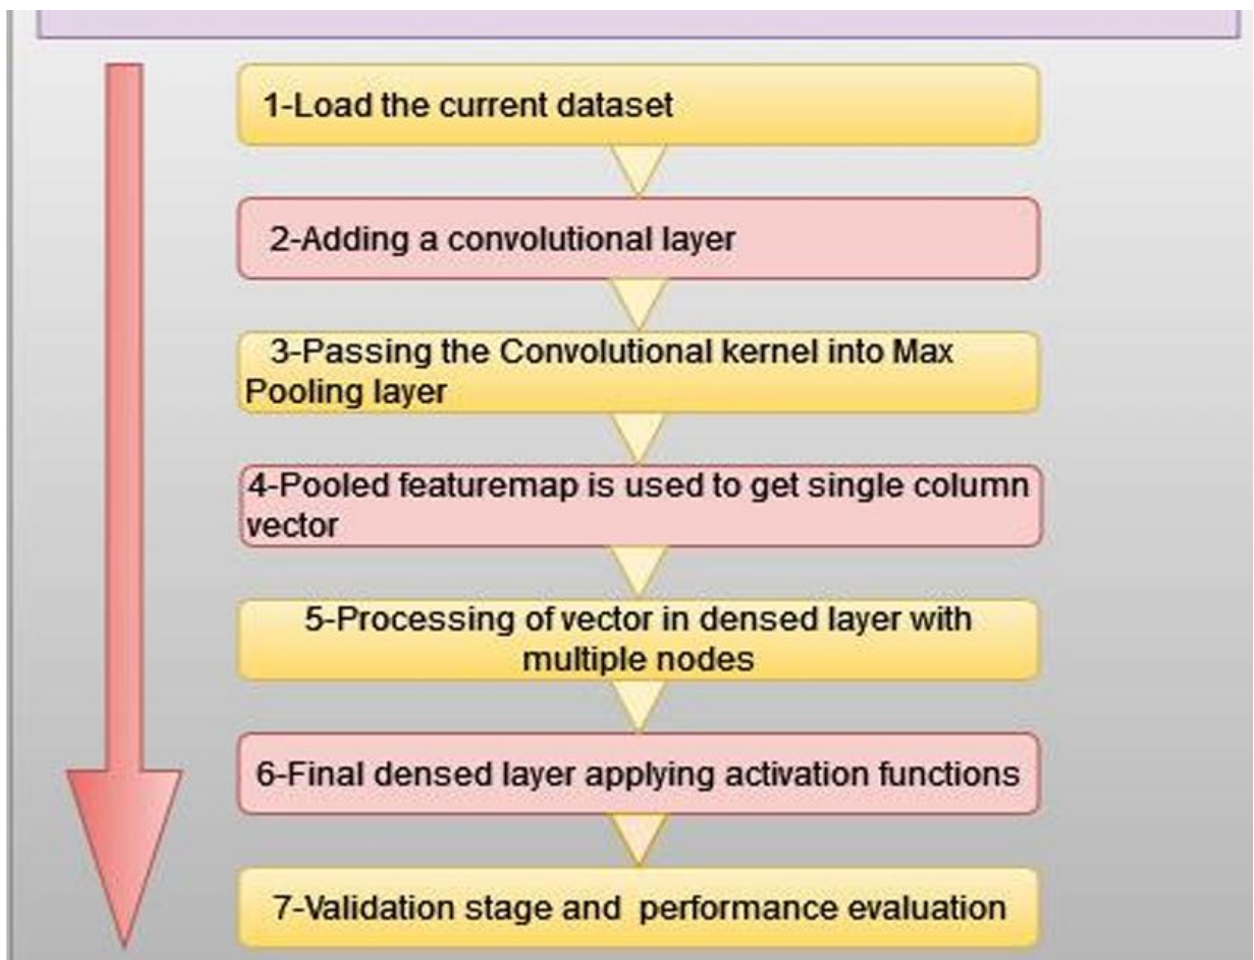 1-Load the current dataset
2-Adding a convolutional layer
3-Passing the Convolutional kernel into Max
Pooling layer
4-Pooled featuremap is used to get single column
vector
5-Processing of vector in densed layer with
multiple nodes
6-Final densed layer applying activation functions
7-Validation stage and performance evaluation